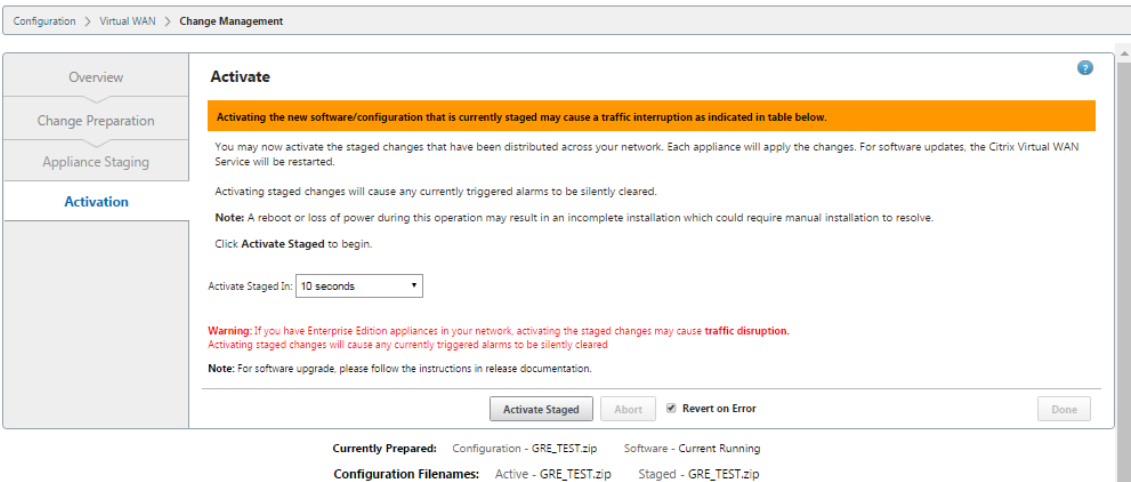 Configuration > Virtual WAN > Change Management
Overview
Change Preparation
Appliance Staging
Activation
Activate
?
Activating the new software/configuration that is currently staged may cause a traffic interruption as indicated in table below.
You may now activate the staged changes that have been distributed across your network. Each appliance will apply the changes. For software updates, the Citrix Virtual WAN
Service will be restarted.
Activating staged changes will cause any currently triggered alarms to be silently cleared.
Note: A reboot or loss of power during this operation may result in an incomplete installation which could require manual installation to resolve.
Click Activate Staged to begin.
Activate Staged In: 10 seconds
Warning: If you have Enterprise Edition appliances in your network, activating the staged changes may cause traffic disruption.
Activating staged changes will cause any currently triggered alarms to be silently cleared
Note: For software upgrade, please follow the instructions in release documentation.
Activate Staged Abort Revert on Error Done
Currently Prepared: Configuration - GRE_TEST.zip Software - Current Running
Configuration Filenames: Active - GRE_TEST.zip Staged - GRE_TEST.zip